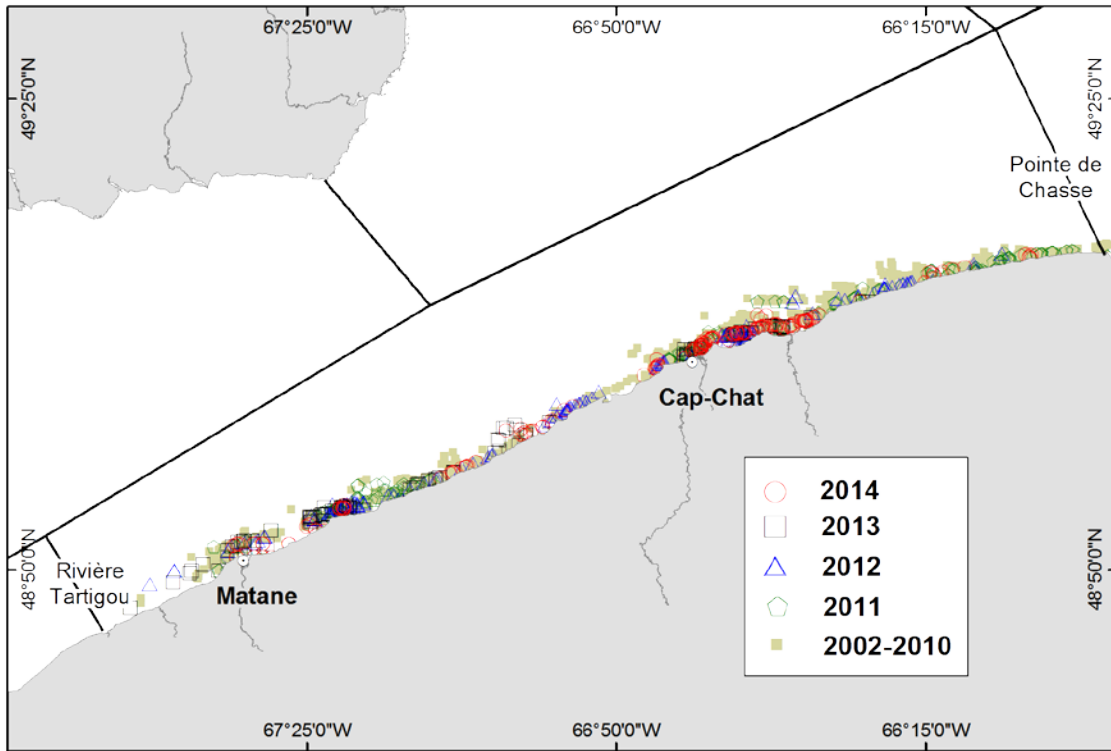 67°25'0"W
66°50'0"W
66°15'0"W
49°25'0"N
49°25'0"N
Pointe de
Chasse
Cap-Chat
2014
2013
2012
2011
2002-2010
Rivière
Tartigou
Matane
48°50'0"N
48°50'0"N
67°25'0"W
66°50'0"W
66°15'0"W